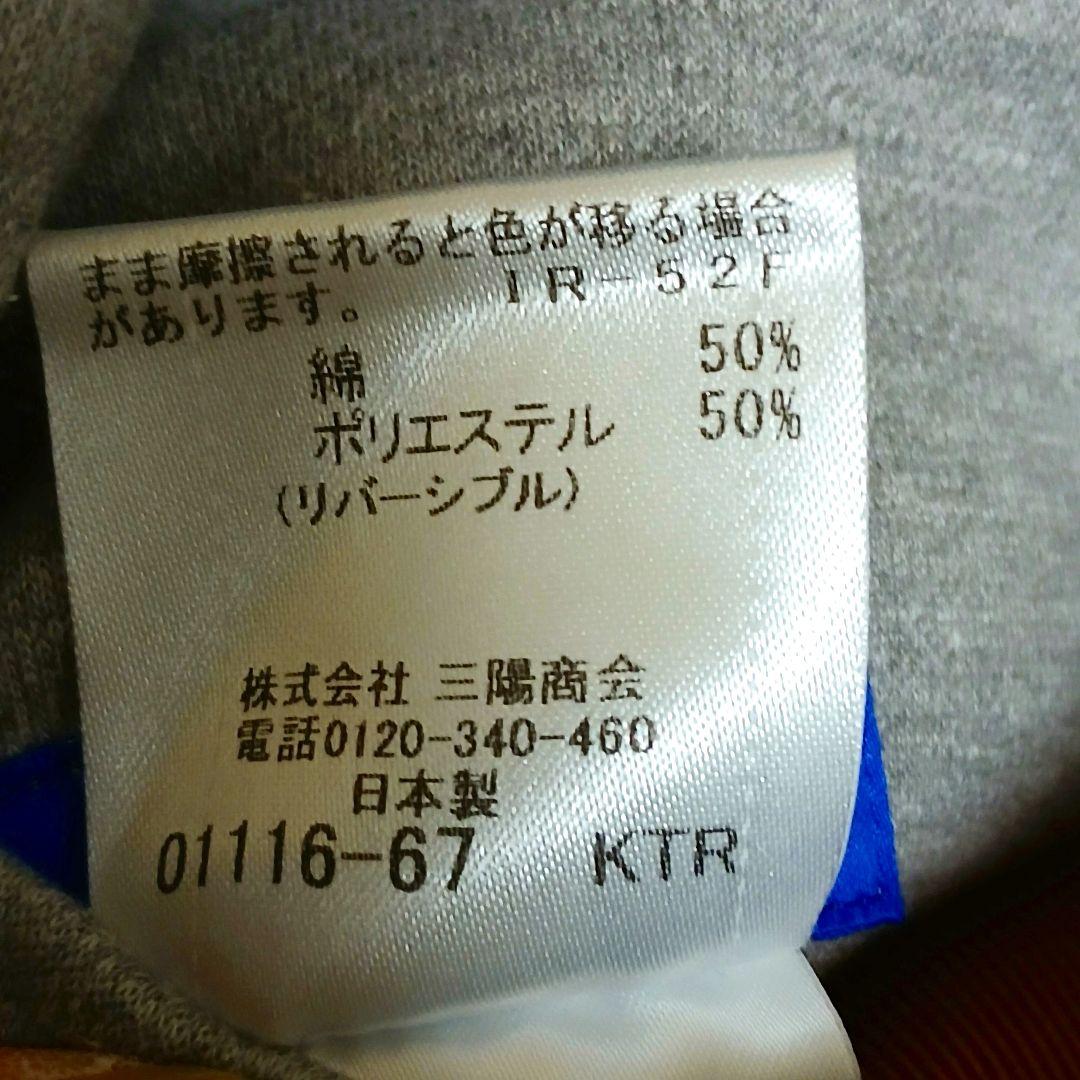 まま摩擦されると色が移る場合
があります。 IR-52F
綿 50%
ポリエステル 50%
(リバーシブル)
株式会社 三陽商会
電話0120-340-460
日本製
01116-67 KTR